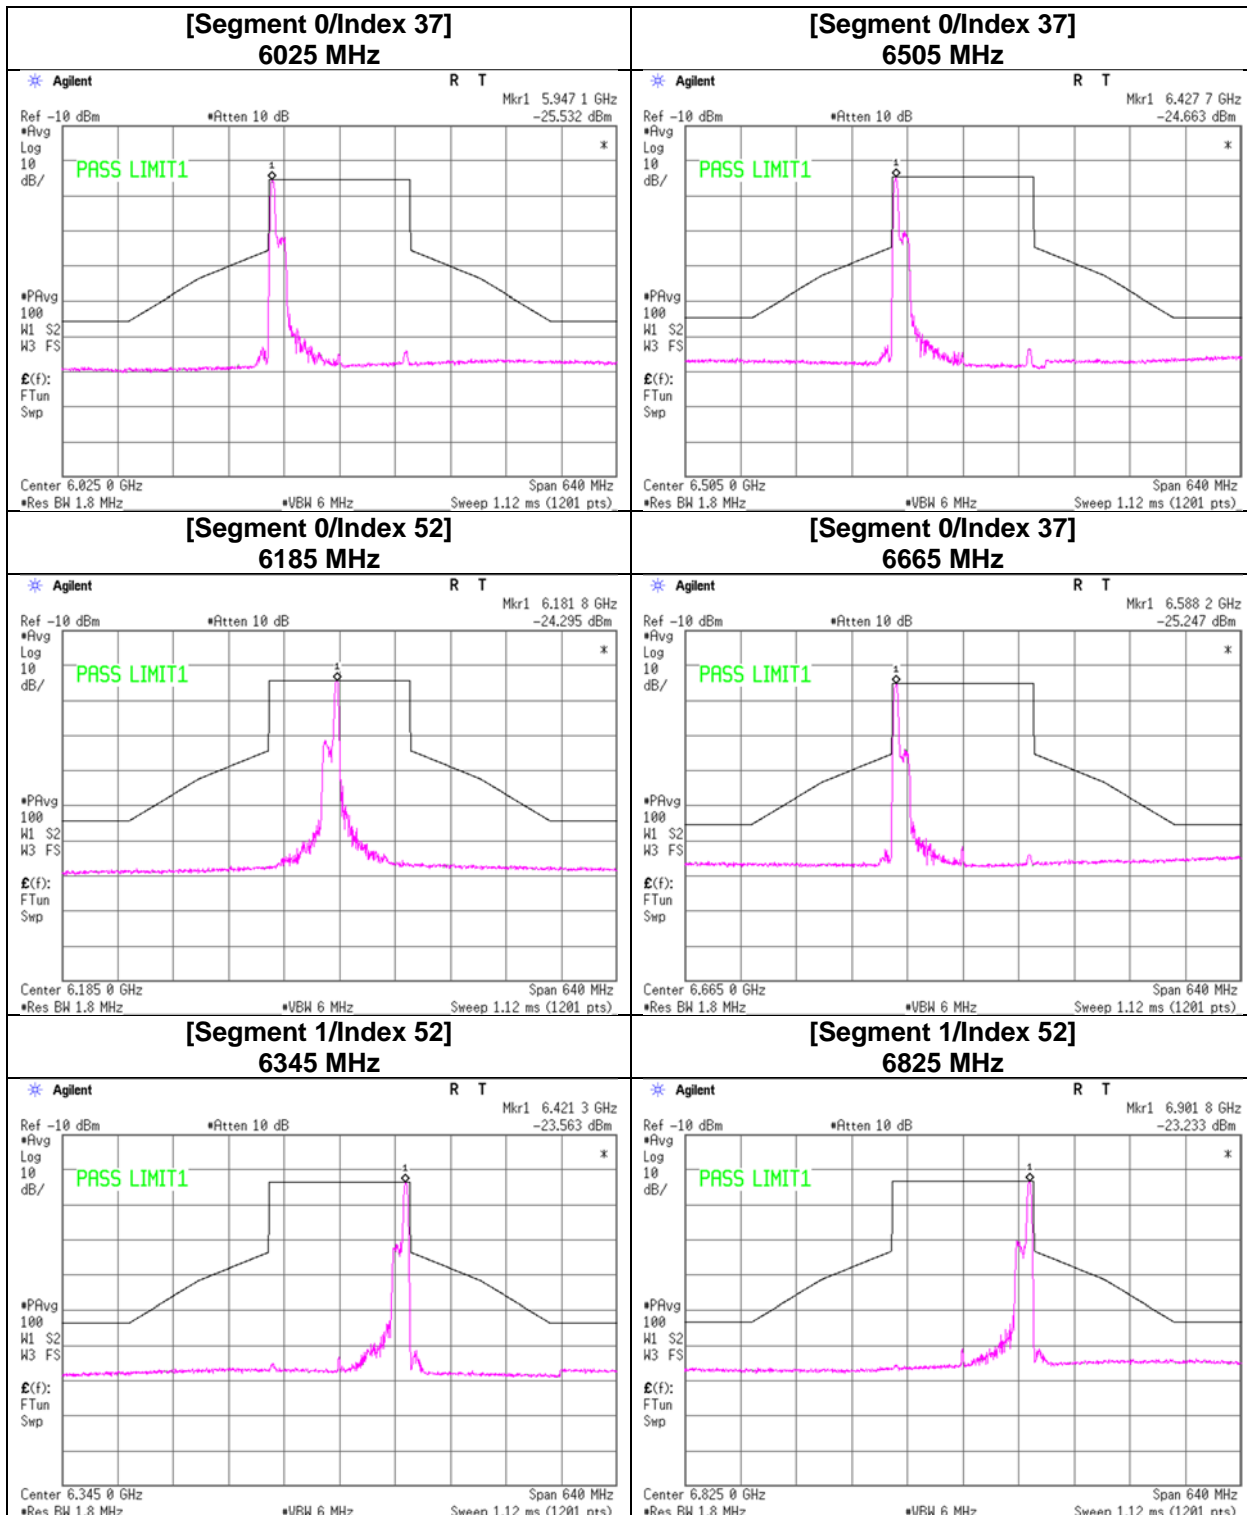 [Segment 0/Index 37]
6025 MHz
Agilent
R T
Mkr1 5.947 1 GHz
Ref -10 dBm
#Atten 10 dB
-25.532 dBm
#Avg
Log
10
dB/
PASS LIMIT1
1
*
#PAvg
100
W1 S2
W3 FS
£(f):
FTun
Swp
Center 6.025 0 GHz
Span 640 MHz
#Res BW 1.8 MHz
#VBW 6 MHz
Sweep 1.12 ms (1201 pts)
[Segment 0/Index 37]
6505 MHz
Agilent
R T
Mkr1 6.427 7 GHz
Ref -10 dBm
#Atten 10 dB
-24.663 dBm
#Avg
Log
10
dB/
PASS LIMIT1
1
*
#PAvg
100
W1 S2
W3 FS
£(f):
FTun
Swp
Center 6.505 0 GHz
Span 640 MHz
#Res BW 1.8 MHz
#VBW 6 MHz
Sweep 1.12 ms (1201 pts)
[Segment 0/Index 52]
6185 MHz
Agilent
R T
Mkr1 6.181 8 GHz
Ref -10 dBm
#Atten 10 dB
-24.295 dBm
#Avg
Log
10
dB/
PASS LIMIT1
1
*
#PAvg
100
W1 S2
W3 FS
£(f):
FTun
Swp
Center 6.185 0 GHz
Span 640 MHz
#Res BW 1.8 MHz
#VBW 6 MHz
Sweep 1.12 ms (1201 pts)
[Segment 0/Index 37]
6665 MHz
Agilent
R T
Mkr1 6.588 2 GHz
Ref -10 dBm
#Atten 10 dB
-25.247 dBm
#Avg
Log
10
dB/
PASS LIMIT1
1
*
#PAvg
100
W1 S2
W3 FS
£(f):
FTun
Swp
Center 6.665 0 GHz
Span 640 MHz
#Res BW 1.8 MHz
#VBW 6 MHz
Sweep 1.12 ms (1201 pts)
[Segment 1/Index 52]
6345 MHz
Agilent
R T
Mkr1 6.421 3 GHz
Ref -10 dBm
#Atten 10 dB
-23.563 dBm
#Avg
Log
10
dB/
PASS LIMIT1
1
*
#PAvg
100
W1 S2
W3 FS
£(f):
FTun
Swp
Center 6.345 0 GHz
Span 640 MHz
#Res BW 1.8 MHz
#VBW 6 MHz
Sweep 1.12 ms (1201 pts)
[Segment 1/Index 52]
6825 MHz
Agilent
R T
Mkr1 6.901 8 GHz
Ref -10 dBm
#Atten 10 dB
-23.233 dBm
#Avg
Log
10
dB/
PASS LIMIT1
1
*
#PAvg
100
W1 S2
W3 FS
£(f):
FTun
Swp
Center 6.825 0 GHz
Span 640 MHz
#Res BW 1.8 MHz
#VBW 6 MHz
Sweep 1.12 ms (1201 pts)